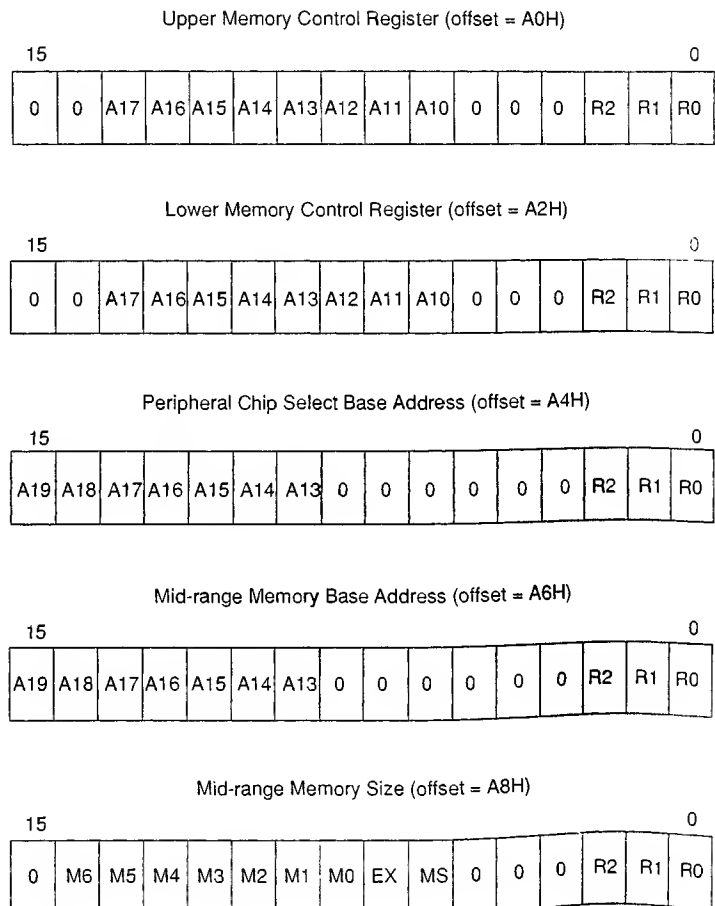 Upper Memory Control Register (offset = A0H)
15 0
0 0 A17 A16 A15 A14 A13 A12 A11 A10 0 0 0 R2 R1 R0
Lower Memory Control Register (offset = A2H)
15 0
0 0 A17 A16 A15 A14 A13 A12 A11 A10 0 0 0 R2 R1 R0
Peripheral Chip Select Base Address (offset = A4H)
15 0
A19 A18 A17 A16 A15 A14 A13 0 0 0 0 0 0 R2 R1 R0
Mid-range Memory Base Address (offset = A6H)
15 0
A19 A18 A17 A16 A15 A14 A13 0 0 0 0 0 0 R2 R1 R0
Mid-range Memory Size (offset = A8H)
15 0
0 M6 M5 M4 M3 M2 M1 M0 EX MS 0 0 0 R2 R1 R0